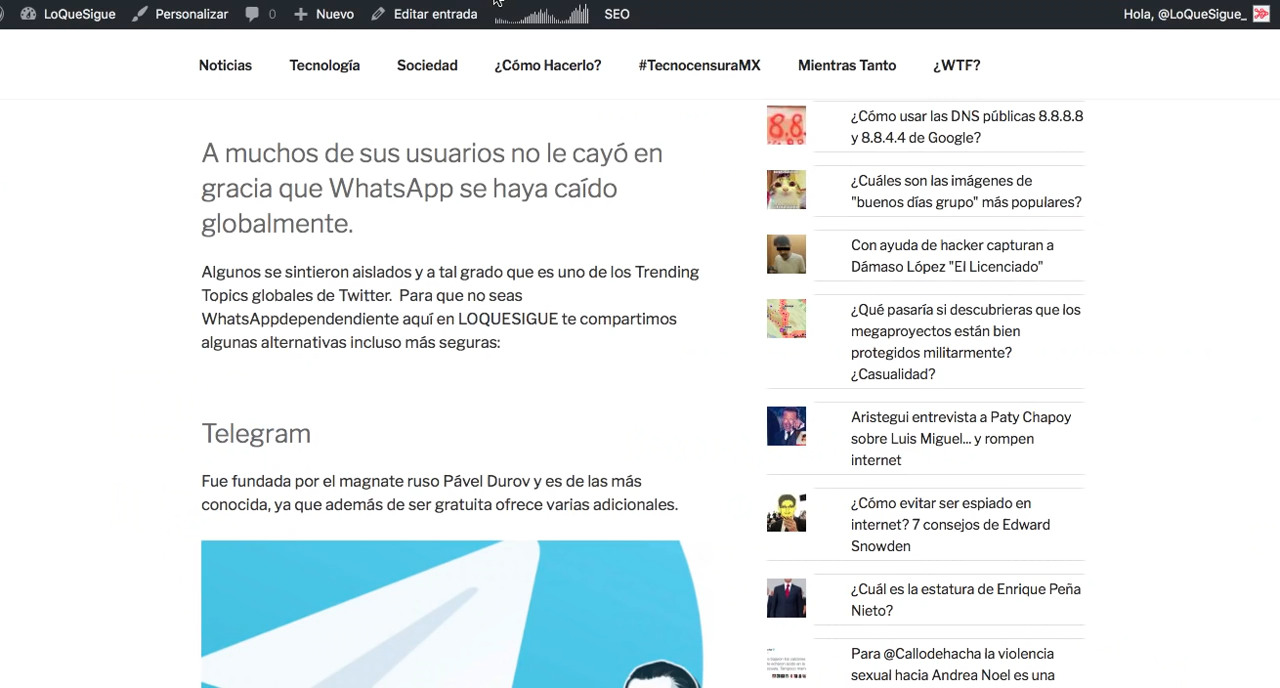 LoQueSigue Personalizar 0 Nuevo Editar entrada SEO Hola, @LoQueSigue_
Noticias Tecnología Sociedad ¿Cómo Hacerlo? #TecnocensuraMX Mientras Tanto ¿WTF?
A muchos de sus usuarios no le cayó en
gracia que WhatsApp se haya caído
globalmente.
Algunos se sintieron aislados y a tal grado que es uno de los Trending
Topics globales de Twitter. Para que no seas
WhatsAppdependendiente aquí en LOQUESIGUE te compartimos
algunas alternativas incluso más seguras:
Telegram
Fue fundada por el magnate ruso Pável Durov y es de las más
conocida, ya que además de ser gratuita ofrece varias adicionales.
8.8.
¿Cómo usar las DNS públicas 8.8.8.8
y 8.8.4.4 de Google?
¿Cuáles son las imágenes de
"buenos días grupo" más populares?
Con ayuda de hacker capturan a
Dámaso López "El Licenciado"
¿Qué pasaría si descubrieras que los
megaproyectos están bien
protegidos militarmente?
¿Casualidad?
Aristegui entrevista a Paty Chapoy
sobre Luis Miguel... y rompen
internet
¿Cómo evitar ser espiado en
internet? 7 consejos de Edward
Snowden
¿Cuál es la estatura de Enrique Peña
Nieto?
Para @Callodehacha la violencia
sexual hacia Andrea Noel es una